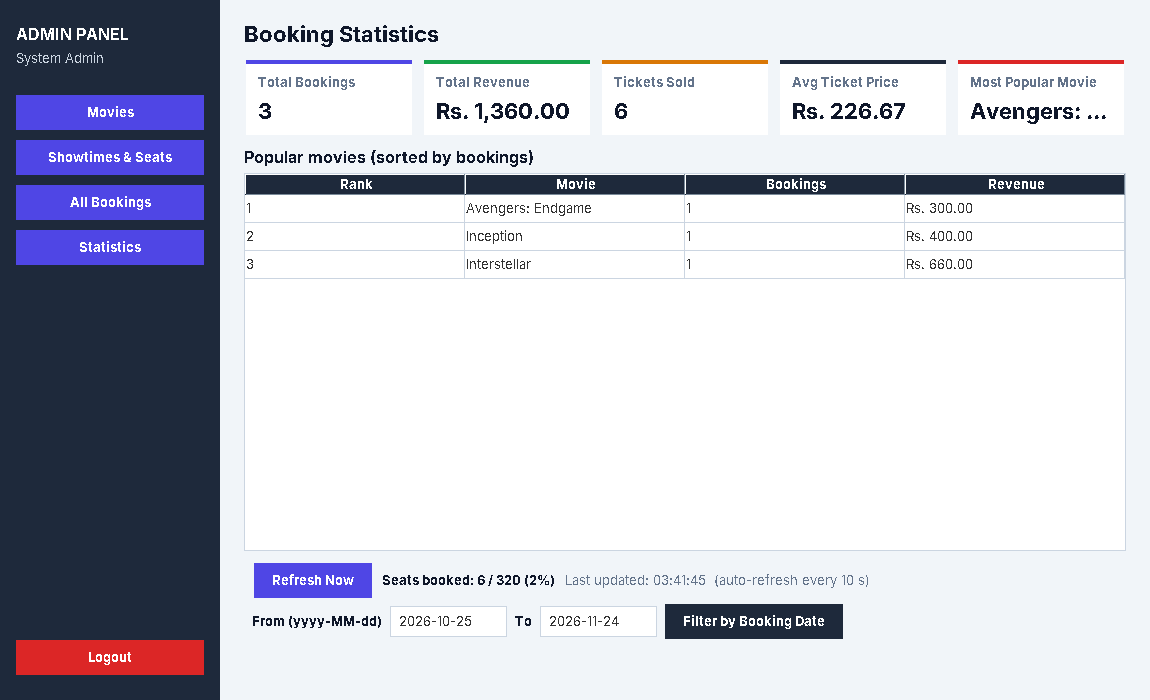 ADMIN PANEL
System Admin
Movies
Showtimes & Seats
All Bookings
Statistics
Logout
Booking Statistics
Total Bookings
3
Total Revenue
Rs. 1,360.00
Tickets Sold
6
Avg Ticket Price
Rs. 226.67
Most Popular Movie
Avengers: ...
Popular movies (sorted by bookings)
Rank Movie Bookings Revenue
1 Avengers: Endgame 1 Rs. 300.00
2 Inception 1 Rs. 400.00
3 Interstellar 1 Rs. 660.00
Refresh Now Seats booked: 6 / 320 (2%) Last updated: 03:41:45 (auto-refresh every 10 s)
From (yyyy-MM-dd) 2026-10-25 To 2026-11-24 Filter by Booking Date